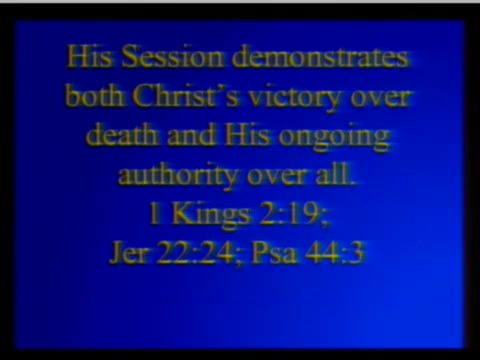 His Session demonstrates
both Christ's victory over
death and His ongoing
authority over all.
1 Kings 2:19;
Jer 22:24; Psa 44:3